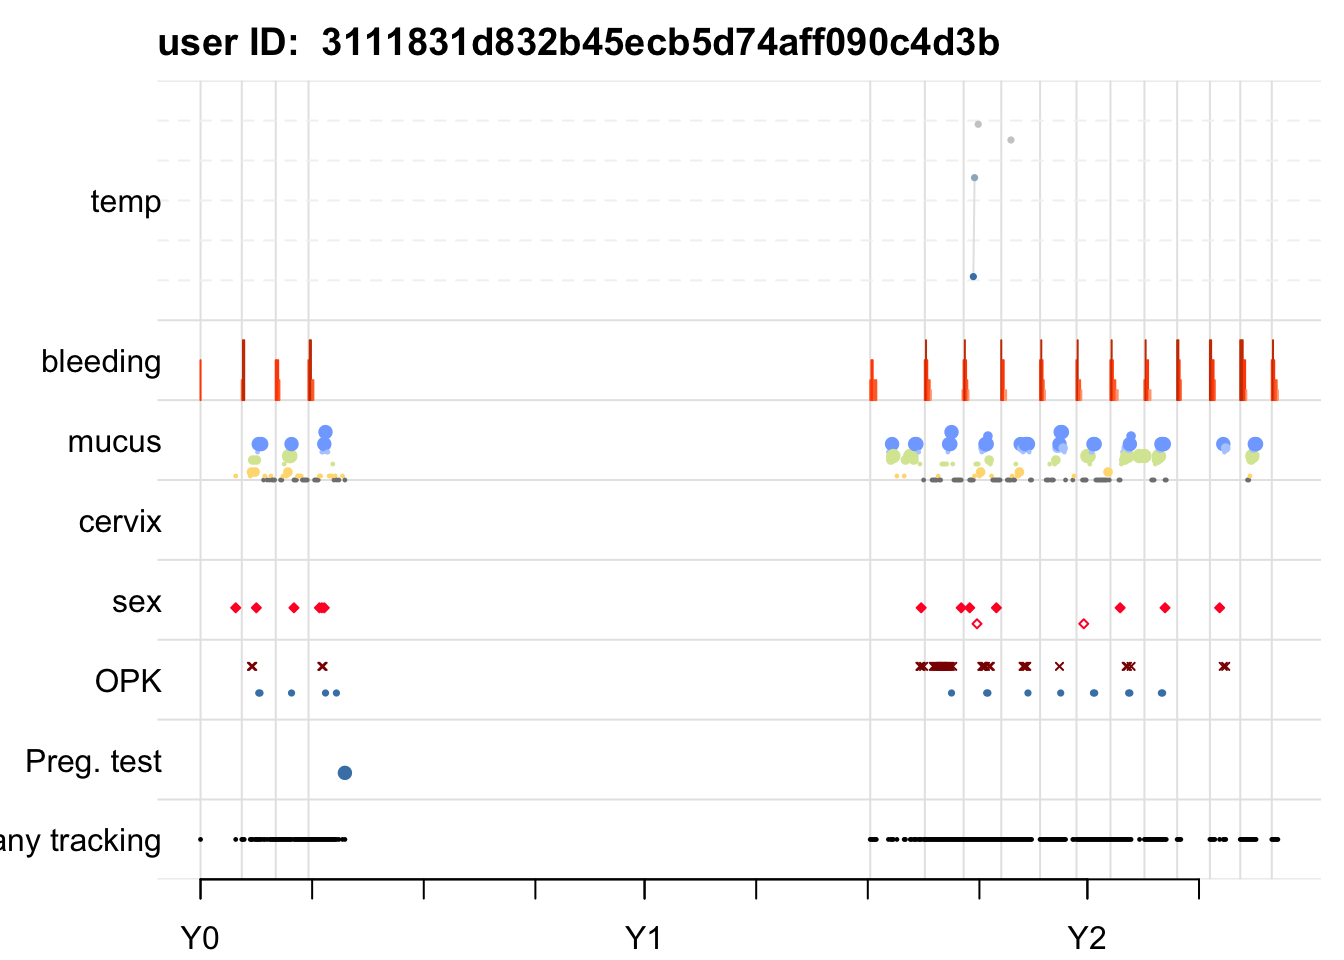 user ID:  3111831d832b45ecb5d74aff090c4d3b
temp
bleeding
mucus
cervix
sex
OPK
Preg. test
any tracking
Y0 Y1 Y2